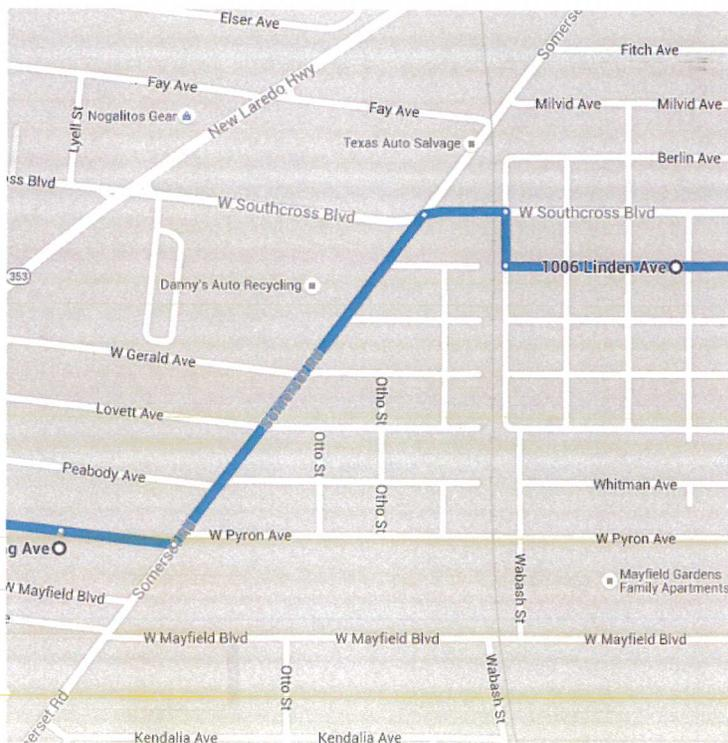 Elser Ave
Somerse
Fitch Ave
Fay Ave
New Laredo Hwy
Lyell St
Nogalitos Gear
Fay Ave
Milvid Ave
Milvid Ave
Texas Auto Salvage
Berlin Ave
ss Blvd
W Southcross Blvd
W Southcross Blvd
353
1006 Linden Ave
Danny's Auto Recycling
W Gerald Ave
Otho St
Lovett Ave
Otto St
Peabody Ave
Otho St
Whitman Ave
g Ave
W Pyron Ave
W Pyron Ave
Wabash St
Mayfield Gardens
Family Apartments
W Mayfield Blvd
e
W Mayfield Blvd
W Mayfield Blvd
W Mayfield Blvd
Otto St
Wabash St
erset Rd
Kendalia Ave
Kendalia Ave